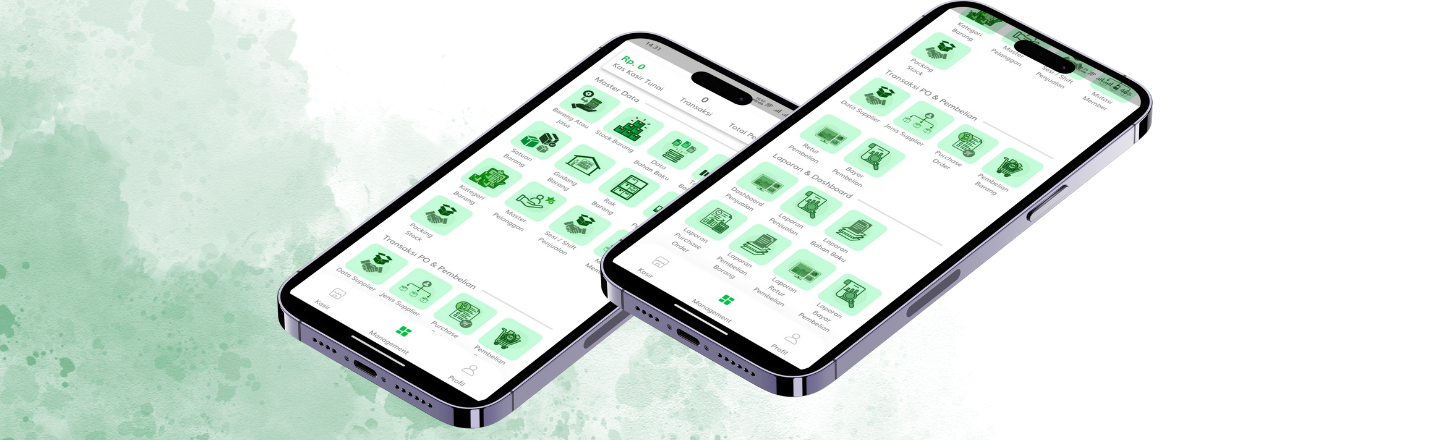 14:31
Rp. 0
Kas Kasir Tunai
0
Transaksi
Total Pe
Master Data
Barang Atau
Jasa
Stock Barang
Data
Bahan Baku
Satuan
Barang
Gudang
Barang
Rak
Barang
Kategori
Barang
Master
Pelanggan
Sesi / Shift
Penjualan
Packing
Stock
Transaksi PO & Pembelian
Data Supplier
Jenis Supplier
Purchase
Pembelian
Kasir
Management
Profil
Kategori
Barang
Master
Pelanggan
Sesi / Shift
Penjualan
Mutasi
Member
Packing
Stock
Transaksi PO & Pembelian
Data Supplier
Jenis Supplier
Purchase
Order
Pembelian
Barang
Retur
Pembelian
Bayar
Pembelian
Laporan & Dashboard
Dashboard
Penjualan
Laporan
Penjualan
Laporan
Bahan Baku
Laporan
Purchase
Order
Laporan
Pembelian
Barang
Laporan
Retur
Pembelian
Laporan
Bayar
Pembelian
Kasir
Management
Profil